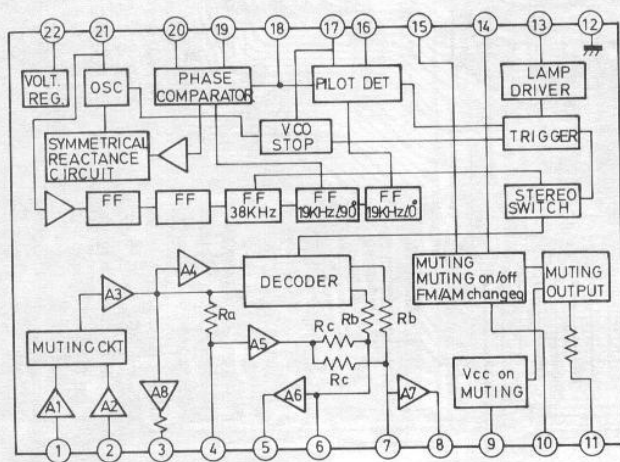 22
21
20
19
18
17
16
15
14
13
12
VOLT.
REG.
OSC
PHASE
COMPARATOR
PILOT DET
LAMP
DRIVER
VCO
STOP
TRIGGER
SYMMETRICAL
REACTANCE
CIRCUIT
FF
FF
FF
38KHz
FF
19KHz/90°
FF
19KHz/0°
STEREO
SWITCH
A3
A4
DECODER
MUTING
MUTING on/off
FM/AM changeq
MUTING
OUTPUT
Ra
Rc
Rb
Rb
A5
Rc
MUTING CKT
A8
A6
A7
Vcc on
MUTING
A1
A2
1
2
3
4
5
6
7
8
9
10
11